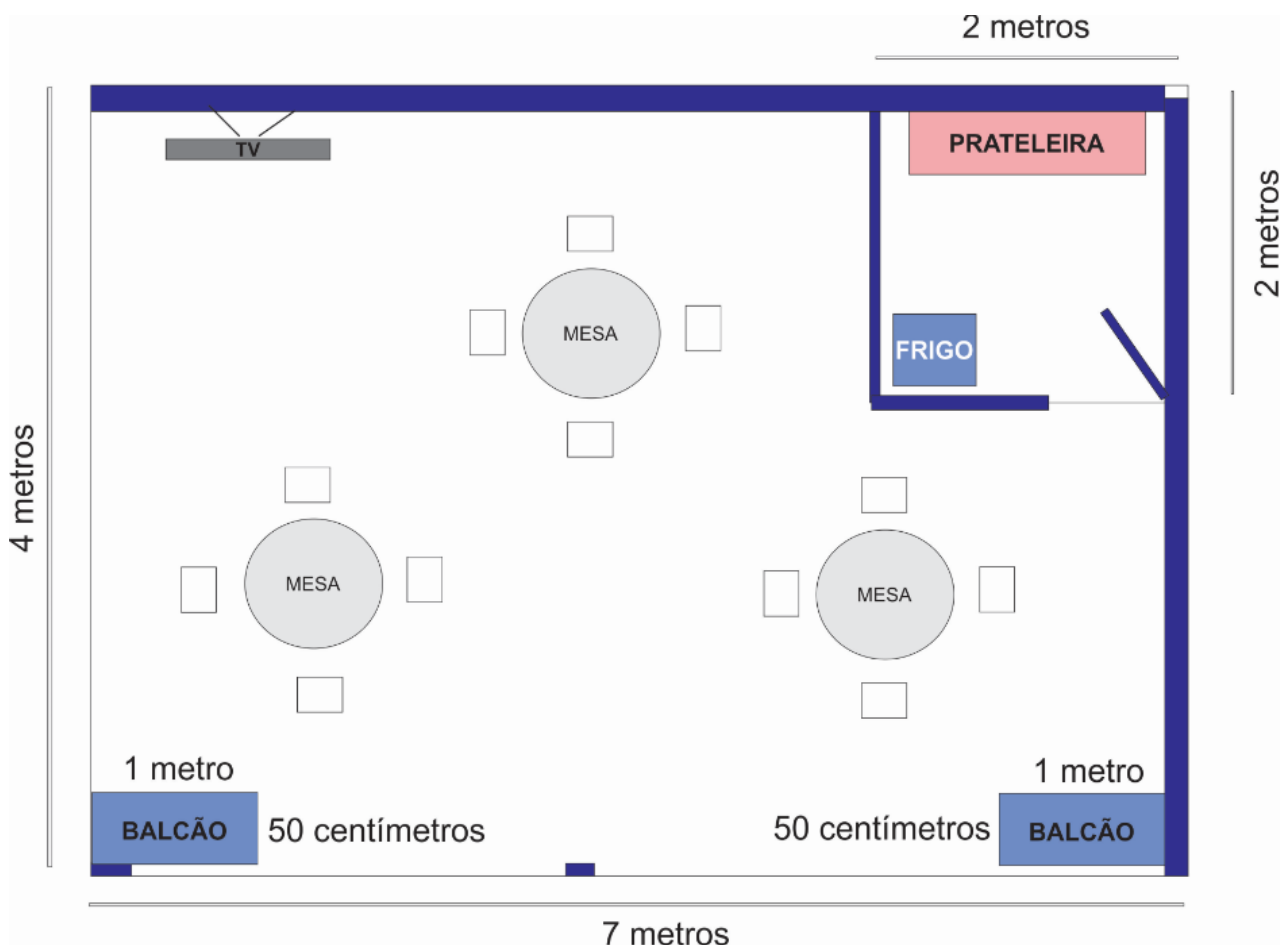 2 metros
PRATELEIRA
TV
2 metros
MESA
FRIGO
4 metros
MESA
MESA
1 metro
1 metro
BALCÃO
50 centímetros
50 centímetros
BALCÃO
7 metros